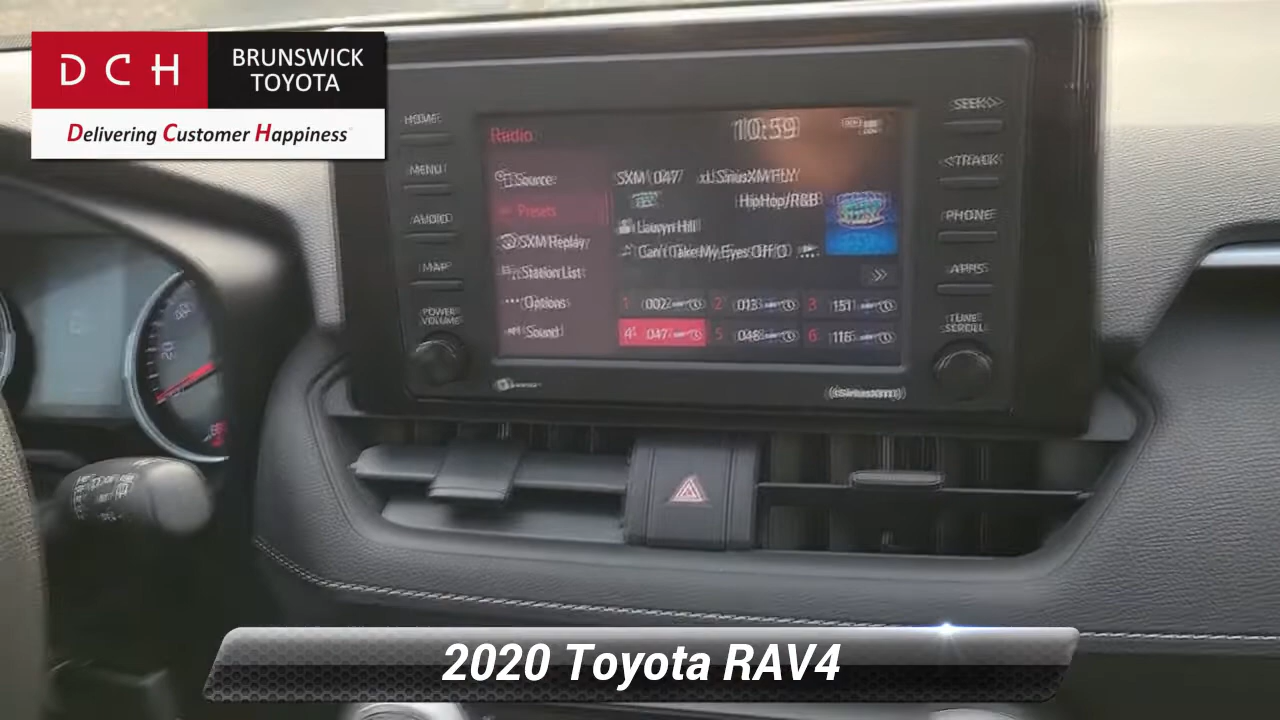 DCH
BRUNSWICK
TOYOTA
Delivering Customer Happiness
HOME
MENU
AUDIO
MAP
POWER
VOLUME
Radio
10:59
Source
Presets
SXM Replay
Station List
Options
Sound
SXM 047
SiriusXM FLY
HipHop/R&B
Lauryn Hill
Can't Take My Eyes Off O
1 002
2 013
3 151
4 047
5 048
6
SEEK>
<TRACK
PHONE
APPS
TUNE
SCROLL
(((SiriusXM)))
2020 Toyota RAV4